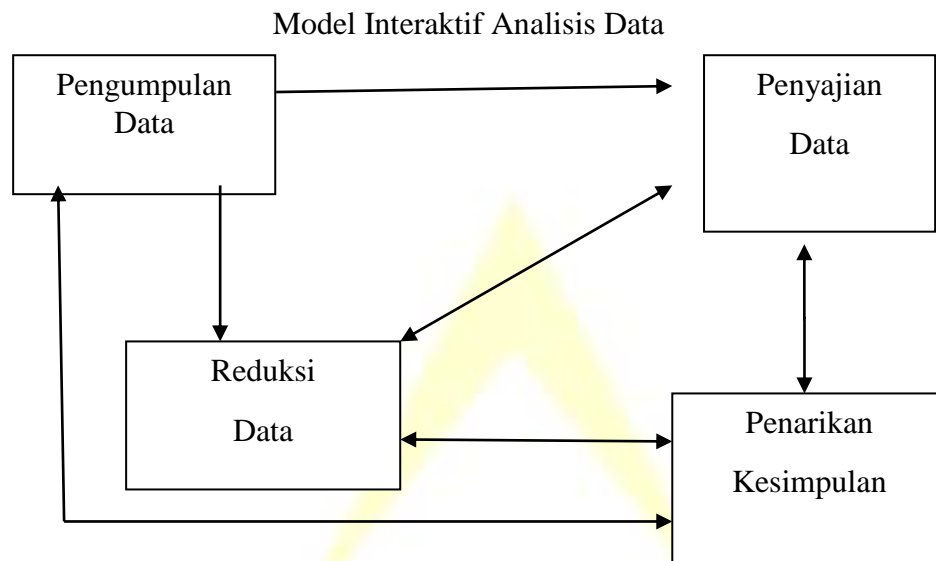 Model Interaktif Analisis Data
Pengumpulan
Data
Penyajian
Data
Reduksi
Data
Penarikan
Kesimpulan